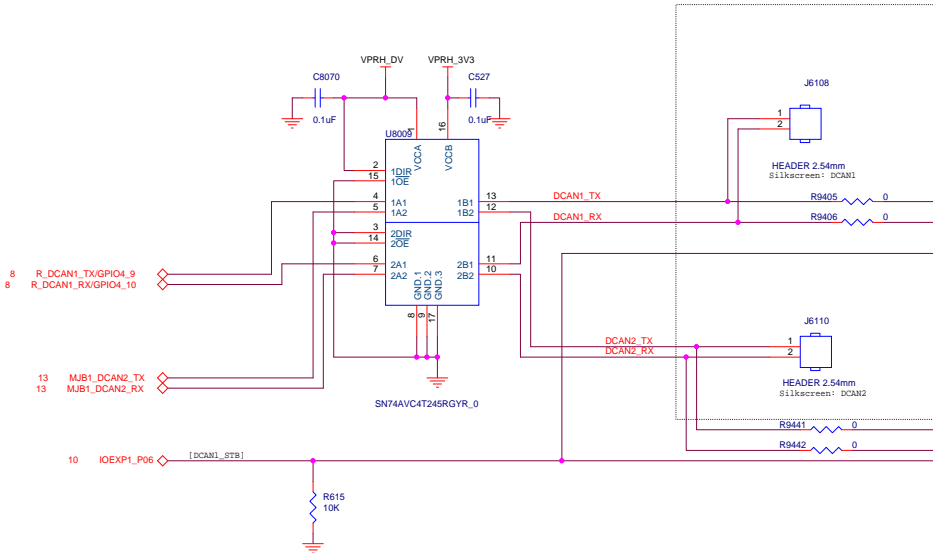 VPRH_DV
VPRH_3V3
C8070
C527
0.1uF
0.1uF
U8009
1
16
VCCA
VCCB
2
1DIR
15
1OE
4
1A1
1B1
13
5
1A2
1B2
12
3
2DIR
14
2OE
6
2A1
2B1
11
7
2A2
2B2
10
GND.1
GND.2
GND.3
8
9
17
SN74AVC4T245RGYR_0
DCAN1_TX
DCAN1_RX
DCAN2_TX
DCAN2_RX
J6108
1
2
HEADER 2.54mm
Silkscreen: DCAN1
R9405
0
R9406
0
J6110
1
2
HEADER 2.54mm
Silkscreen: DCAN2
R9441
0
R9442
0
8 R_DCAN1_TX/GPIO4_9
8 R_DCAN1_RX/GPIO4_10
13 MJB1_DCAN2_TX
13 MJB1_DCAN2_RX
10 IOEXP1_P06
[DCAN1_STB]
R615
10K